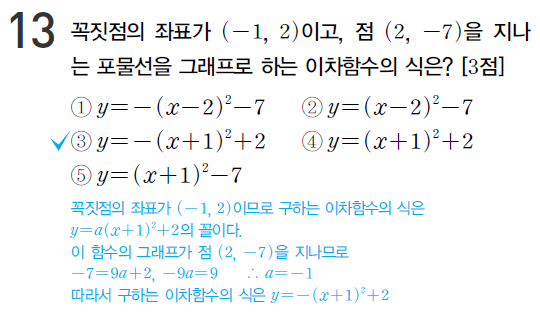 13 꼭짓점의 좌표가 (-1, 2)이고, 점 (2, -7)을 지나
는 포물선을 그래프로 하는 이차함수의 식은? [3점]
① y=-(x-2)²-7 ② y=(x-2)²-7
③ y=-(x+1)²+2 ④ y=(x+1)²+2
⑤ y=(x+1)²-7
꼭짓점의 좌표가 (-1, 2)이므로 구하는 이차함수의 식은
y=a(x+1)²+2의 꼴이다.
이 함수의 그래프가 점 (2, -7)을 지나므로
-7=9a+2, -9a=9 ∴ a=-1
따라서 구하는 이차함수의 식은 y=-(x+1)²+2